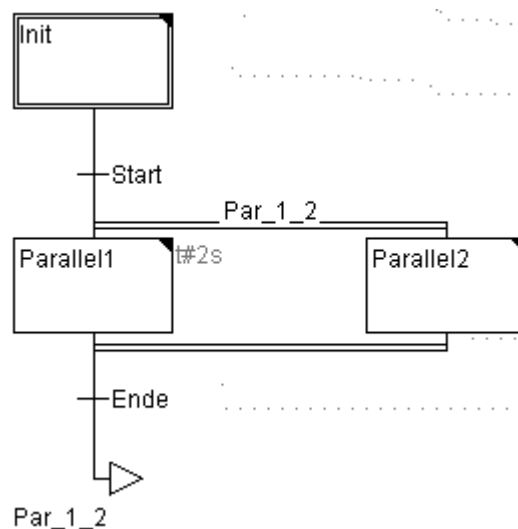 Init
Start
Par_1_2
Parallel1
t#2s
Parallel2
Ende
Par_1_2